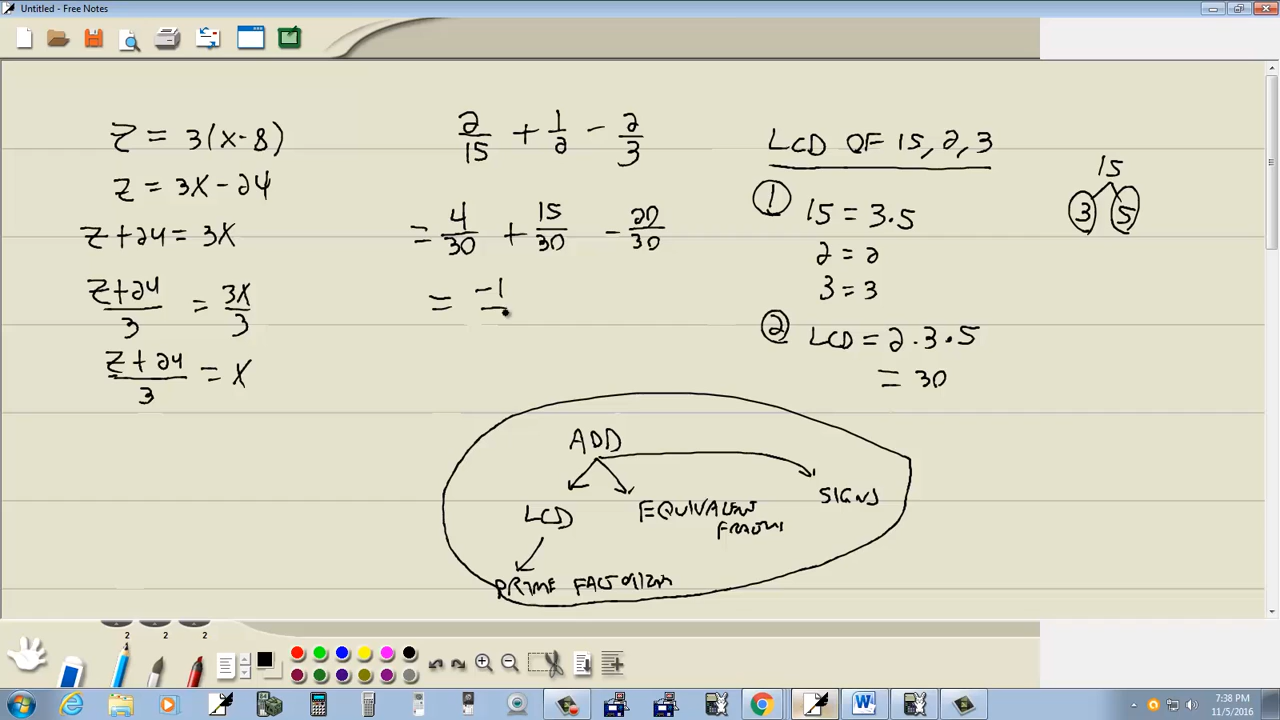 Untitled - Free Notes
z = 3(x-8)
z = 3x-24
z+24 = 3x
z+24/3 = 3x/3
z+24/3 = x
2/15 + 1/2 - 2/3
= 4/30 + 15/30 - 20/30
= -1
LCD OF 15, 2, 3
① 15 = 3·5
2 = 2
3 = 3
② LCD = 2·3·5
= 30
15
3 5
ADD
LCD
EQUIVALENT
SIGNS
PRIME
2 2 2
7:38 PM
11/5/2016